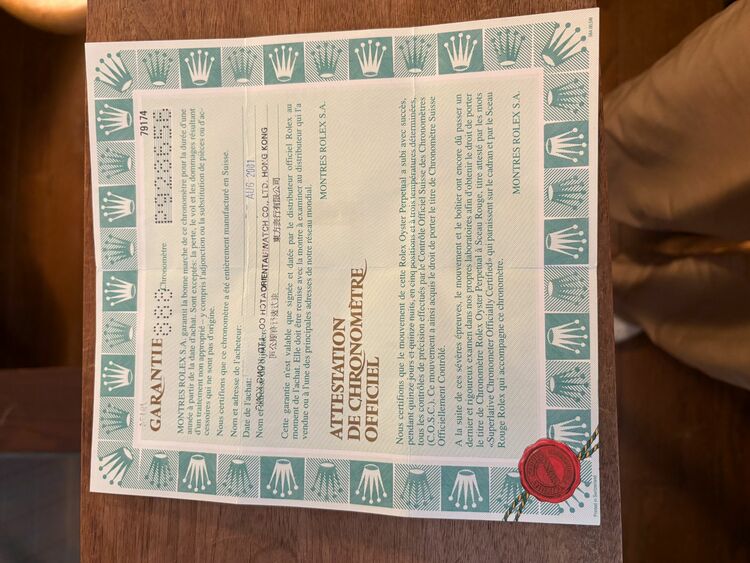 79174
GARANTIE
888
Chronomètre
MONTRES ROLEX S.A. garantit la bonne marche de ce chronomètre pour la durée d'une
année à partir de la date d'achat. Sont exceptés: la perte, le vol et les dommages résultant
d'un traitement non approprié – y compris l'adjonction ou la substitution de pièces ou d'ac-
cessoires qui ne sont pas d'origine.
Nous certifions que ce chronomètre a été entièrement manufacturé en Suisse.
Nom et adresse de l'acheteur:
Date de l'achat: AUG 2001
Nom et adresse du
ORIENTAL WATCH CO., LTD. HONG KONG
東方表行有限公司
Cette garantie n'est valable que signée et datée par le distributeur officiel Rolex au
moment de l'achat. Elle doit être remise avec la montre à examiner au distributeur qui l'a
vendue ou à l'une des principales adresses de notre réseau mondial.
MONTRES ROLEX S.A.
ATTESTATION
DE CHRONOMÈTRE
OFFICIEL
Nous certifions que le mouvement de cette Rolex Oyster Perpetual a subi avec succès,
pendant quinze jours et quinze nuits, en cinq positions et à trois températures déterminées,
tous les contrôles de précision effectués par le Contrôle Officiel Suisse des Chronomètres
(C.O.S.C.). Ce mouvement a ainsi acquis le droit de porter le titre de Chronomètre Suisse
Officiellement Contrôlé.
A la suite de ces sévères épreuves, le mouvement et le boîtier ont encore dû passer un
dernier et rigoureux examen dans nos propres laboratoires afin d'obtenir le droit de porter
le titre de Chronomètre Rolex Oyster Perpetual à Sceau Rouge, titre attesté par les mots
«Superlative Chronometer Officially Certified» qui paraissent sur le cadran et par le Sceau
Rouge Rolex qui accompagne ce chronomètre.
MONTRES ROLEX S.A.
Printed in Switzerland